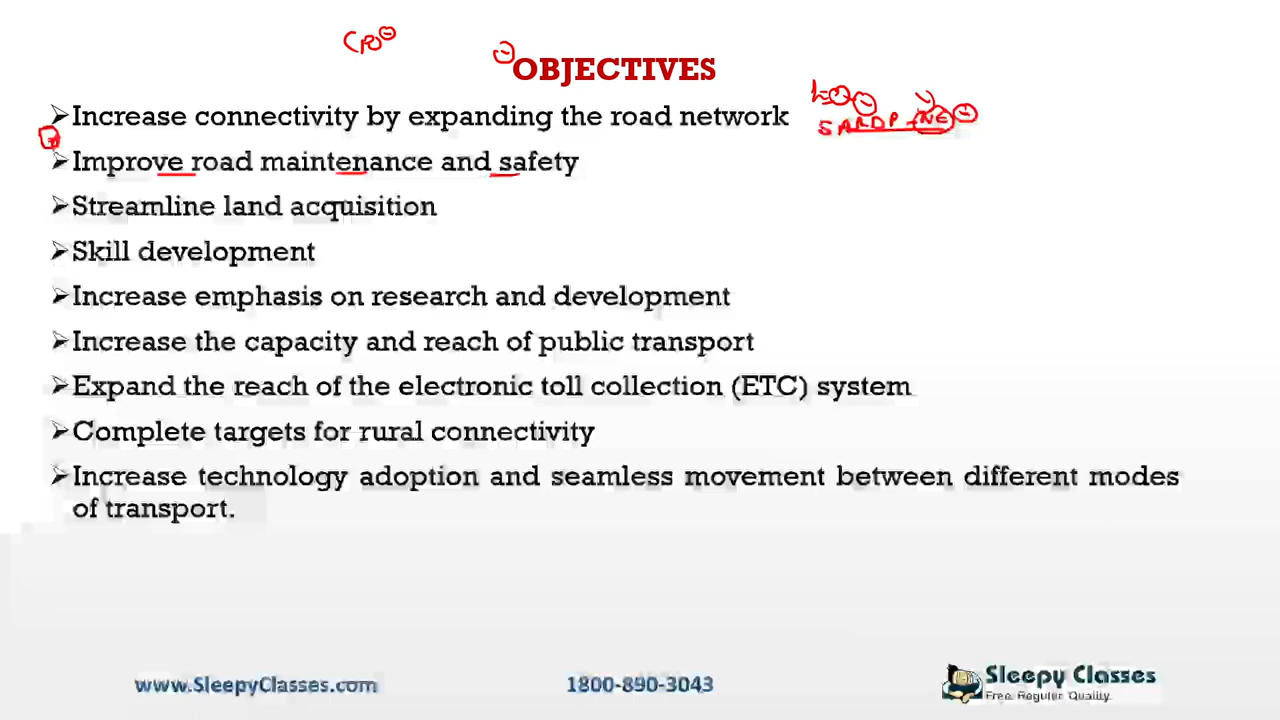 OBJECTIVES
➢Increase connectivity by expanding the road network
SARDP - NE
➢Improve road maintenance and safety
➢Streamline land acquisition
➢Skill development
➢Increase emphasis on research and development
➢Increase the capacity and reach of public transport
➢Expand the reach of the electronic toll collection (ETC) system
➢Complete targets for rural connectivity
➢Increase technology adoption and seamless movement between different modes
of transport.
www.SleepyClasses.com
1800-890-3043
Sleepy Classes
Free. Regular. Quality.